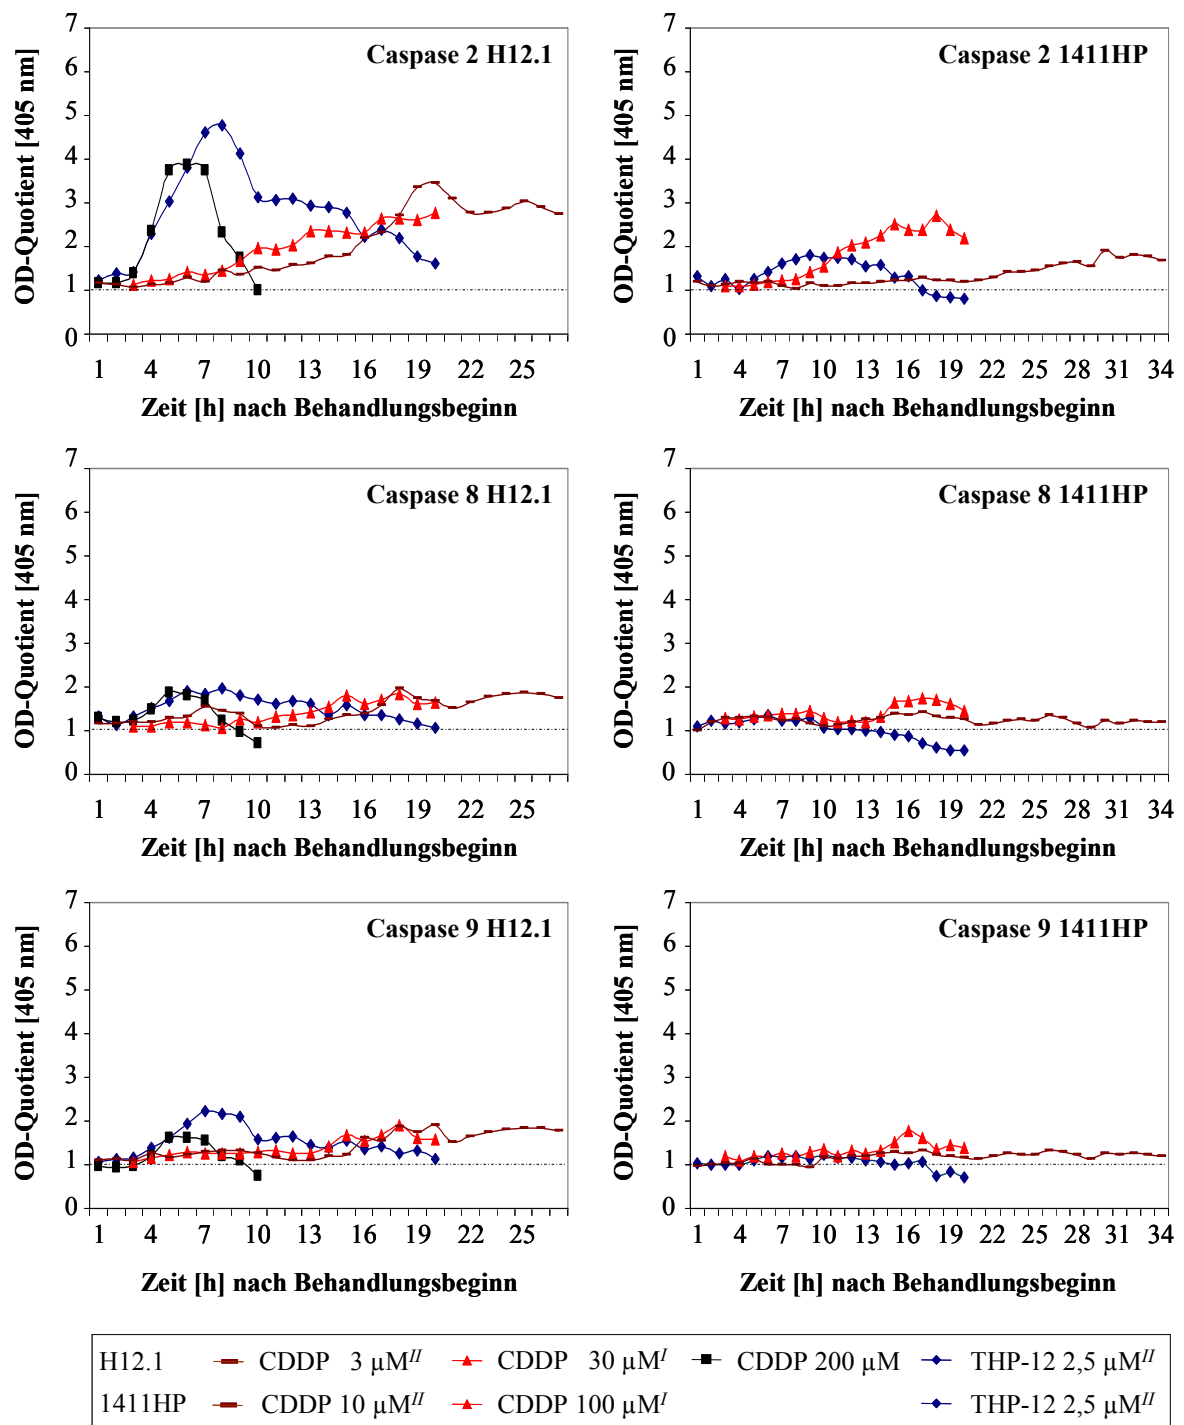 Caspase 2 H12.1
OD-Quotient [405 nm]
7
6
5
4
3
2
1
0
1 4 7 10 13 16 19 22 25
Zeit [h] nach Behandlungsbeginn
Caspase 2 1411HP
OD-Quotient [405 nm]
7
6
5
4
3
2
1
0
1 4 7 10 13 16 19 22 25 28 31 34
Zeit [h] nach Behandlungsbeginn
Caspase 8 H12.1
OD-Quotient [405 nm]
7
6
5
4
3
2
1
0
1 4 7 10 13 16 19 22 25
Zeit [h] nach Behandlungsbeginn
Caspase 8 1411HP
OD-Quotient [405 nm]
7
6
5
4
3
2
1
0
1 4 7 10 13 16 19 22 25 28 31 34
Zeit [h] nach Behandlungsbeginn
Caspase 9 H12.1
OD-Quotient [405 nm]
7
6
5
4
3
2
1
0
1 4 7 10 13 16 19 22 25
Zeit [h] nach Behandlungsbeginn
Caspase 9 1411HP
OD-Quotient [405 nm]
7
6
5
4
3
2
1
0
1 4 7 10 13 16 19 22 25 28 31 34
Zeit [h] nach Behandlungsbeginn
H12.1 CDDP 3 µM^II CDDP 30 µM^I CDDP 200 µM THP-12 2,5 µM^II
1411HP CDDP 10 µM^II CDDP 100 µM^I THP-12 2,5 µM^II